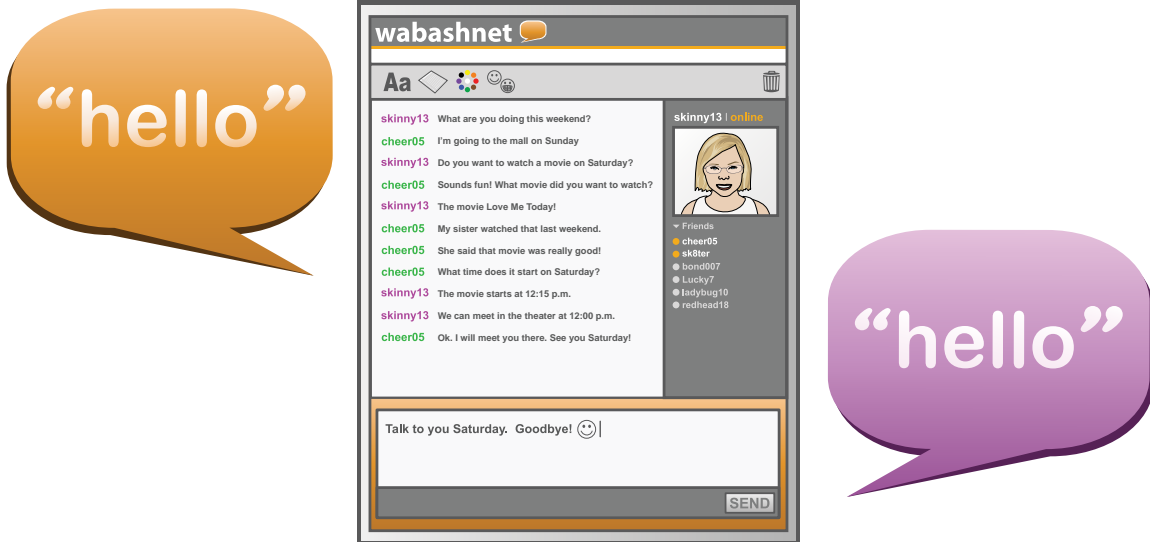 “hello”
wabashnet
Aa
skinny13 What are you doing this weekend?
cheer05 I'm going to the mall on Sunday
skinny13 Do you want to watch a movie on Saturday?
cheer05 Sounds fun! What movie did you want to watch?
skinny13 The movie Love Me Today!
cheer05 My sister watched that last weekend.
cheer05 She said that movie was really good!
cheer05 What time does it start on Saturday?
skinny13 The movie starts at 12:15 p.m.
skinny13 We can meet in the theater at 12:00 p.m.
cheer05 Ok. I will meet you there. See you Saturday!
skinny13 | online
Friends
cheer05
sk8ter
bond007
Lucky7
ladybug10
redhead18
Talk to you Saturday.  Goodbye!
SEND
“hello”